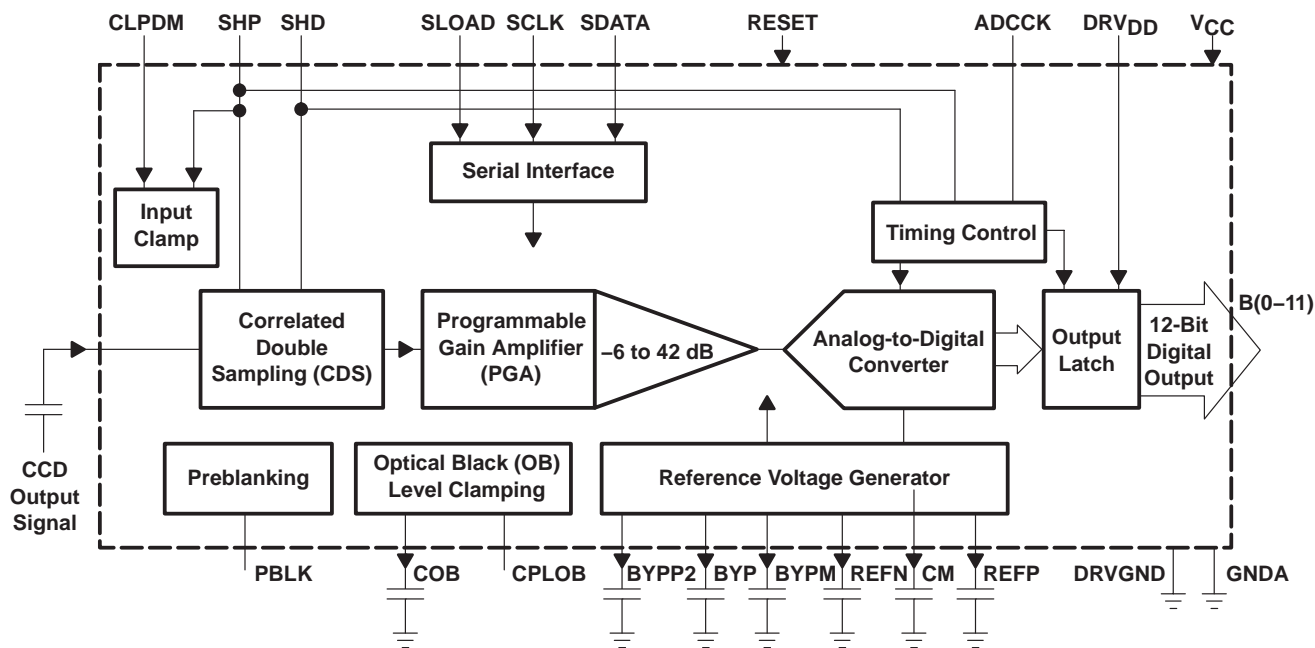 CLPDM SHP SHD SLOAD SCLK SDATA RESET ADCCK DRVDD VCC
Serial Interface
Input
Clamp
Timing Control
Correlated
Double
Sampling (CDS)
Programmable
Gain Amplifier
(PGA)
–6 to 42 dB
Analog-to-Digital
Converter
Output
Latch
12-Bit
Digital
Output
B(0–11)
CCD
Output
Signal
Preblanking
Optical Black (OB)
Level Clamping
Reference Voltage Generator
PBLK COB CPLOB BYPP2 BYP BYPM REFN CM REFP DRVGND GNDA